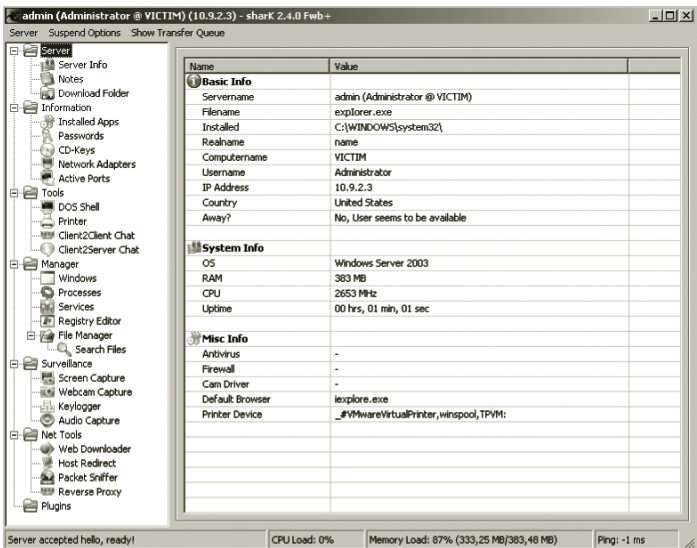 admin (Administrator @ VICTIM) (10.9.2.3) - sharK 2.4.0 Fwb+
Server Suspend Options Show Transfer Queue
Server
Server Info
Notes
Download Folder
Information
Installed Apps
Passwords
CD-Keys
Network Adapters
Active Ports
Tools
DOS Shell
Printer
Client2Client Chat
Client2Server Chat
Manager
Windows
Processes
Services
Registry Editor
File Manager
Search Files
Surveillance
Screen Capture
Webcam Capture
Keylogger
Audio Capture
Net Tools
Web Downloader
Host Redirect
Packet Sniffer
Reverse Proxy
Plugins
Name Value
Basic Info
Servername admin (Administrator @ VICTIM)
Filename expIorer.exe
Installed C:\WINDOWS\system32\
Realname name
Computername VICTIM
Username Administrator
IP Address 10.9.2.3
Country United States
Away? No, User seems to be available
System Info
OS Windows Server 2003
RAM 383 MB
CPU 2653 MHz
Uptime 00 hrs, 01 min, 01 sec
Misc Info
Antivirus -
Firewall -
Cam Driver -
Default Browser iexplore.exe
Printer Device _#VMwareVirtualPrinter,winspool,TPVM:
Server accepted hello, ready! CPU Load: 0% Memory Load: 87% (333,25 MB/383,48 MB) Ping: -1 ms